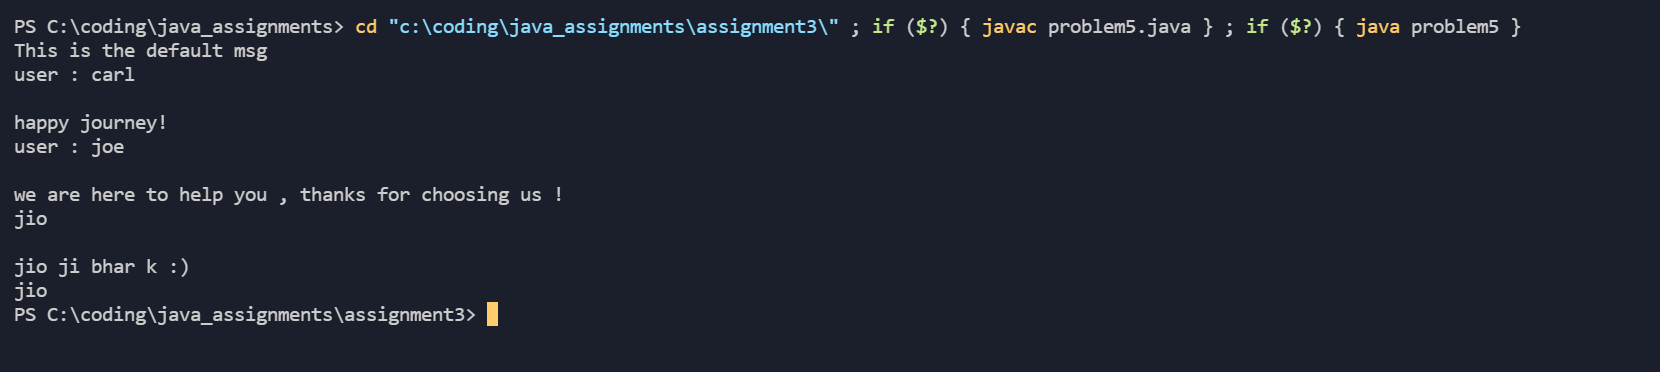 PS C:\coding\java_assignments> cd "c:\coding\java_assignments\assignment3\" ; if ($?) { javac problem5.java } ; if ($?) { java problem5 }
This is the default msg
user : carl
happy journey!
user : joe
we are here to help you , thanks for choosing us !
jio
jio ji bhar k :)
jio
PS C:\coding\java_assignments\assignment3>